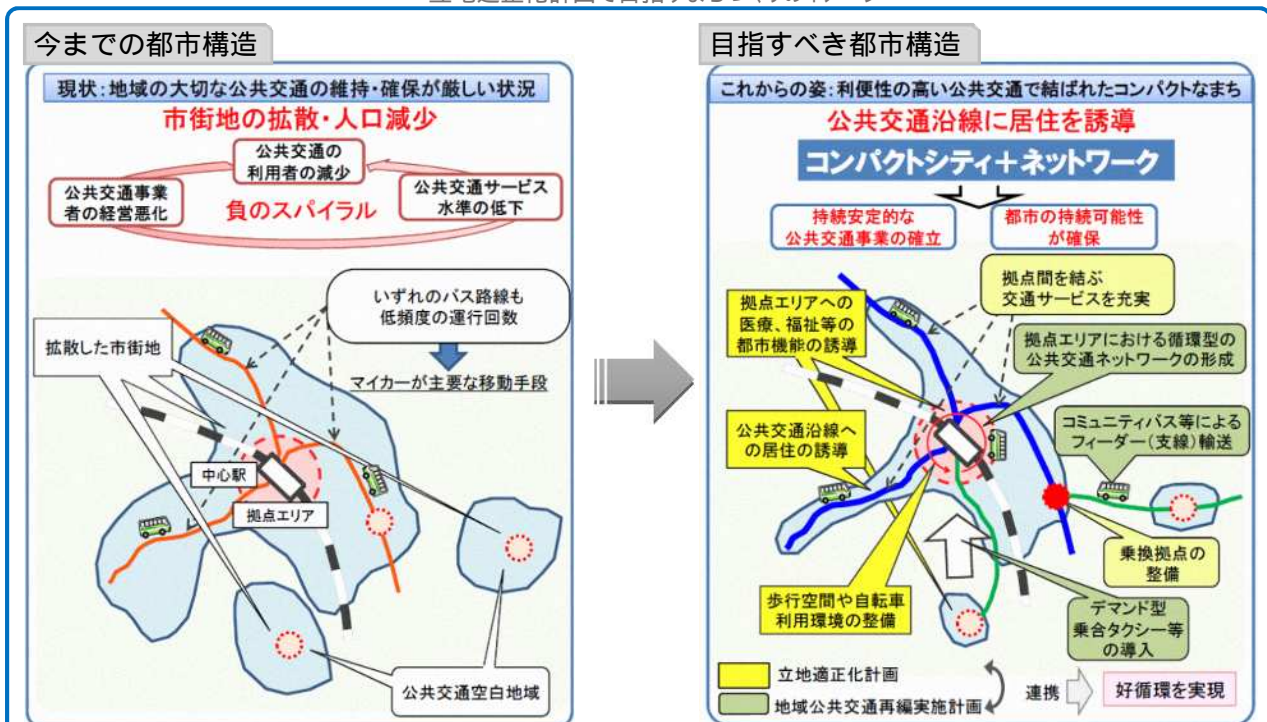 今までの都市構造
現状：地域の大切な公共交通の維持・確保が厳しい状況
市街地の拡散・人口減少
公共交通の
利用者の減少
公共交通事業
者の経営悪化
負のスパイラル
公共交通サービス
水準の低下
いずれのバス路線も
低頻度の運行回数
拡散した市街地
マイカーが主要な移動手段
中心駅
拠点エリア
公共交通空白地域
目指すべき都市構造
これからの姿：利便性の高い公共交通で結ばれたコンパクトなまち
公共交通沿線に居住を誘導
コンパクトシティ＋ネットワーク
持続安定的な
公共交通事業の確立
都市の持続可能性
が確保
拠点間を結ぶ
交通サービスを充実
拠点エリアへの
医療、福祉等の
都市機能の誘導
拠点エリアにおける循環型の
公共交通ネットワークの形成
公共交通沿線へ
の居住の誘導
コミュニティバス等による
フィーダー（支線）輸送
乗換拠点の
整備
歩行空間や自転車
利用環境の整備
デマンド型
乗合タクシー等
の導入
立地適正化計画
地域公共交通再編実施計画
連携
好循環を実現